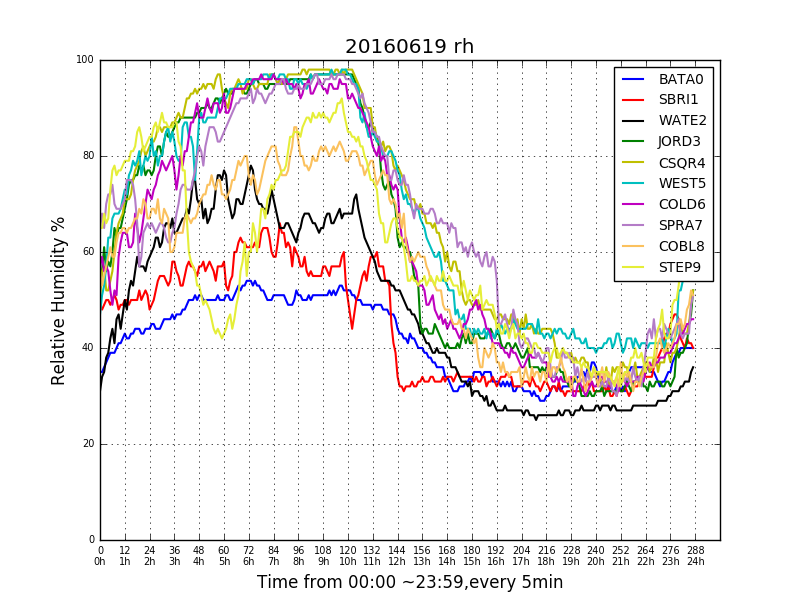 20160619 rh
Relative Humidity %
100
80
60
40
20
0
BATA0
SBRI1
WATE2
JORD3
CSQR4
WEST5
COLD6
SPRA7
COBL8
STEP9
0 12 24 36 48 60 72 84 96 108 120 132 144 156 168 180 192 204 216 228 240 252 264 276 288
0h 1h 2h 3h 4h 5h 6h 7h 8h 9h 10h 11h 12h 13h 14h 15h 16h 17h 18h 19h 20h 21h 22h 23h 24h
Time from 00:00 ~23:59,every 5min